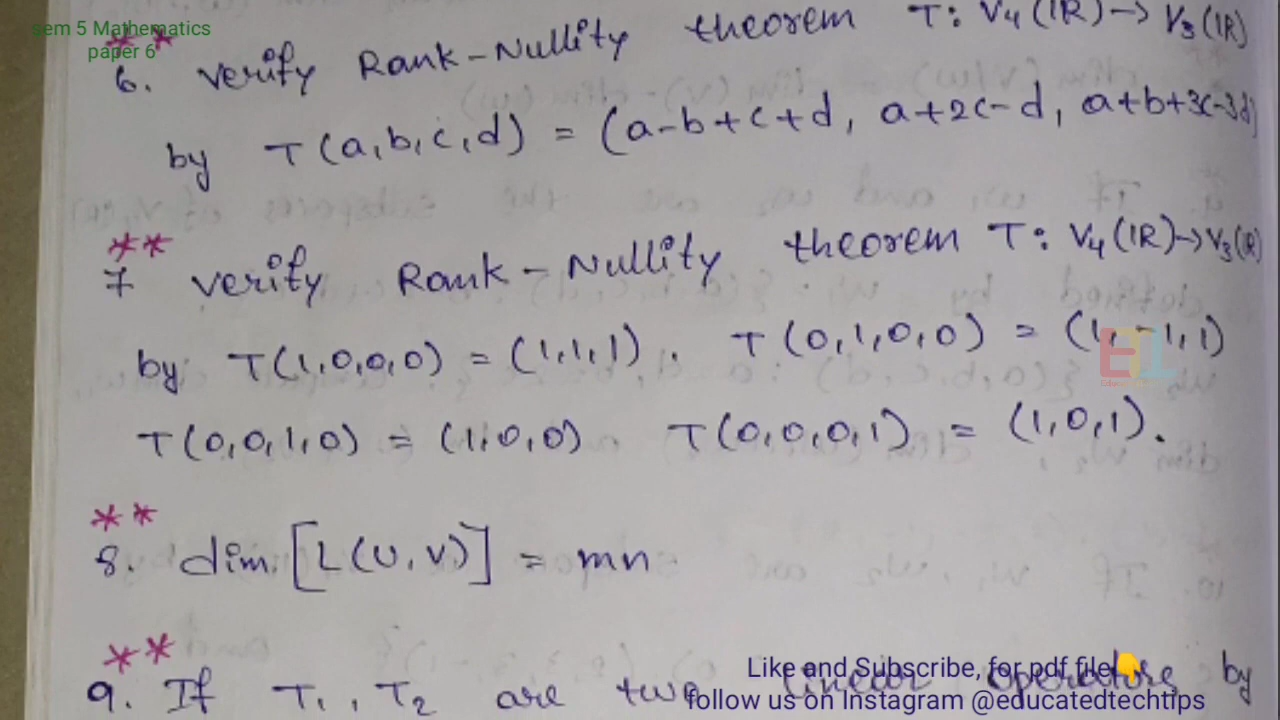 sem 5 Mathematics
paper 6
**
6. Verify Rank-Nullity theorem T: V₄(IR)→ V₃(IR)
by T(a,b,c,d) = (a-b+c+d, a+2c-d, a+b+3c-3d)
**
7 verify Rank-Nullity theorem T: V₄(IR)→V₃(IR)
by T(1,0,0,0) = (1,1,1). T(0,1,0,0) = (1,-1,1)
T(0,0,1,0) = (1,0,0) T(0,0,0,1) = (1,0,1).
**
8. dim[L(U,V)] = mn
**
9. If T₁, T₂ are two linear operators by
Like and Subscribe, for pdf file👇
follow us on Instagram @educatedtechtips